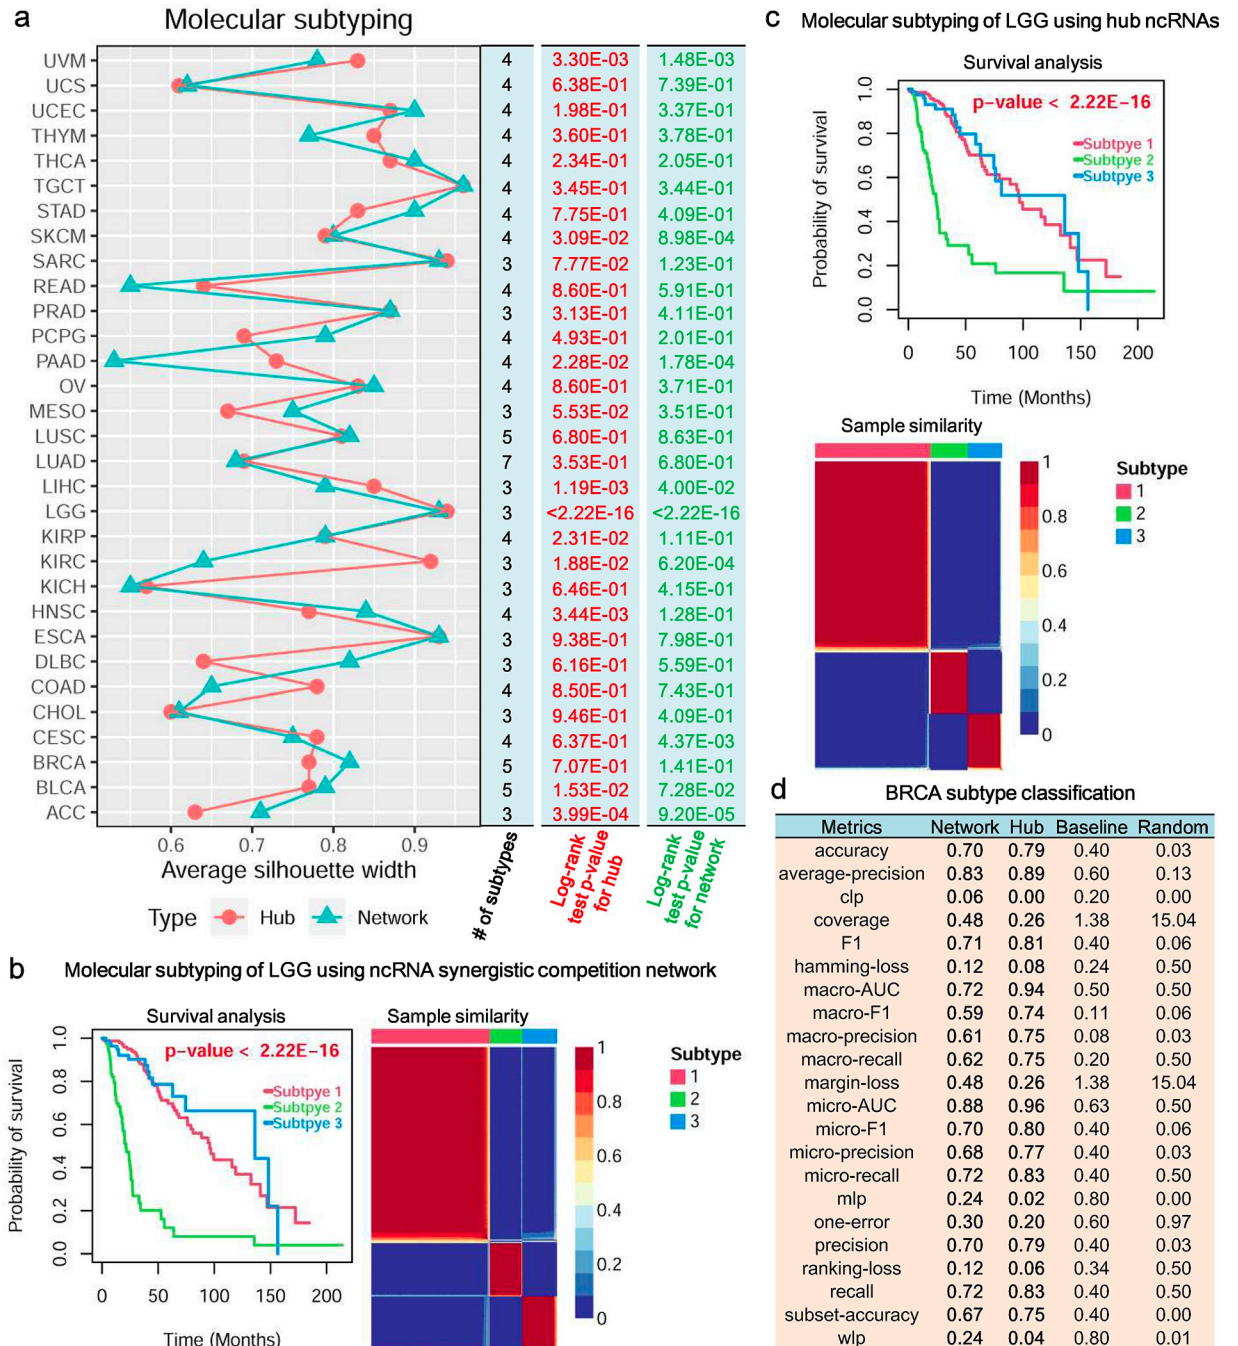 a
Molecular subtyping
UVM 4 3.30E-03 1.48E-03
UCS 4 6.38E-01 7.39E-01
UCEC 4 1.98E-01 3.37E-01
THYM 4 3.60E-01 3.78E-01
THCA 4 2.34E-01 2.05E-01
TGCT 4 3.45E-01 3.44E-01
STAD 4 7.75E-01 4.09E-01
SKCM 4 3.09E-02 8.98E-04
SARC 3 7.77E-02 1.23E-01
READ 4 8.60E-01 5.91E-01
PRAD 3 3.13E-01 4.11E-01
PCPG 4 4.93E-01 2.01E-01
PAAD 4 2.28E-02 1.78E-04
OV 4 8.60E-01 3.71E-01
MESO 3 5.53E-02 3.51E-01
LUSC 5 6.80E-01 8.63E-01
LUAD 7 3.53E-01 6.80E-01
LIHC 3 1.19E-03 4.00E-02
LGG 3 <2.22E-16 <2.22E-16
KIRP 4 2.31E-02 1.11E-01
KIRC 3 1.88E-02 6.20E-04
KICH 3 6.46E-01 4.15E-01
HNSC 4 3.44E-03 1.28E-01
ESCA 3 9.38E-01 7.98E-01
DLBC 3 6.16E-01 5.59E-01
COAD 4 8.50E-01 7.43E-01
CHOL 3 9.46E-01 4.09E-01
CESC 4 6.37E-01 4.37E-03
BRCA 5 7.07E-01 1.41E-01
BLCA 5 1.53E-02 7.28E-02
ACC 3 3.99E-04 9.20E-05
0.6 0.7 0.8 0.9
Average silhouette width
Type Hub Network
# of subtypes
Log-rank
test p-value
for hub
Log-rank
test p-value
for network
b
Molecular subtyping of LGG using ncRNA synergistic competition network
Survival analysis
p-value < 2.22E-16
Subtpye 1
Subtpye 2
Subtpye 3
Probability of survival
1.0
0.8
0.6
0.4
0.2
0.0
0 50 100 150 200
Time (Months)
Sample similarity
1
0.8
0.6
0.4
0.2
0
Subtype
1
2
3
c
Molecular subtyping of LGG using hub ncRNAs
Survival analysis
p-value < 2.22E-16
Subtpye 1
Subtpye 2
Subtpye 3
Probability of survival
1.0
0.8
0.6
0.4
0.2
0.0
0 50 100 150 200
Time (Months)
Sample similarity
1
0.8
0.6
0.4
0.2
0
Subtype
1
2
3
d
BRCA subtype classification
Metrics Network Hub Baseline Random
accuracy 0.70 0.79 0.40 0.03
average-precision 0.83 0.89 0.60 0.13
clp 0.06 0.00 0.20 0.00
coverage 0.48 0.26 1.38 15.04
F1 0.71 0.81 0.40 0.06
hamming-loss 0.12 0.08 0.24 0.50
macro-AUC 0.72 0.94 0.50 0.50
macro-F1 0.59 0.74 0.11 0.06
macro-precision 0.61 0.75 0.08 0.03
macro-recall 0.62 0.75 0.20 0.50
margin-loss 0.48 0.26 1.38 15.04
micro-AUC 0.88 0.96 0.63 0.50
micro-F1 0.70 0.80 0.40 0.06
micro-precision 0.68 0.77 0.40 0.03
micro-recall 0.72 0.83 0.40 0.50
mlp 0.24 0.02 0.80 0.00
one-error 0.30 0.20 0.60 0.97
precision 0.70 0.79 0.40 0.03
ranking-loss 0.12 0.06 0.34 0.50
recall 0.72 0.83 0.40 0.50
subset-accuracy 0.67 0.75 0.40 0.00
wlp 0.24 0.04 0.80 0.01